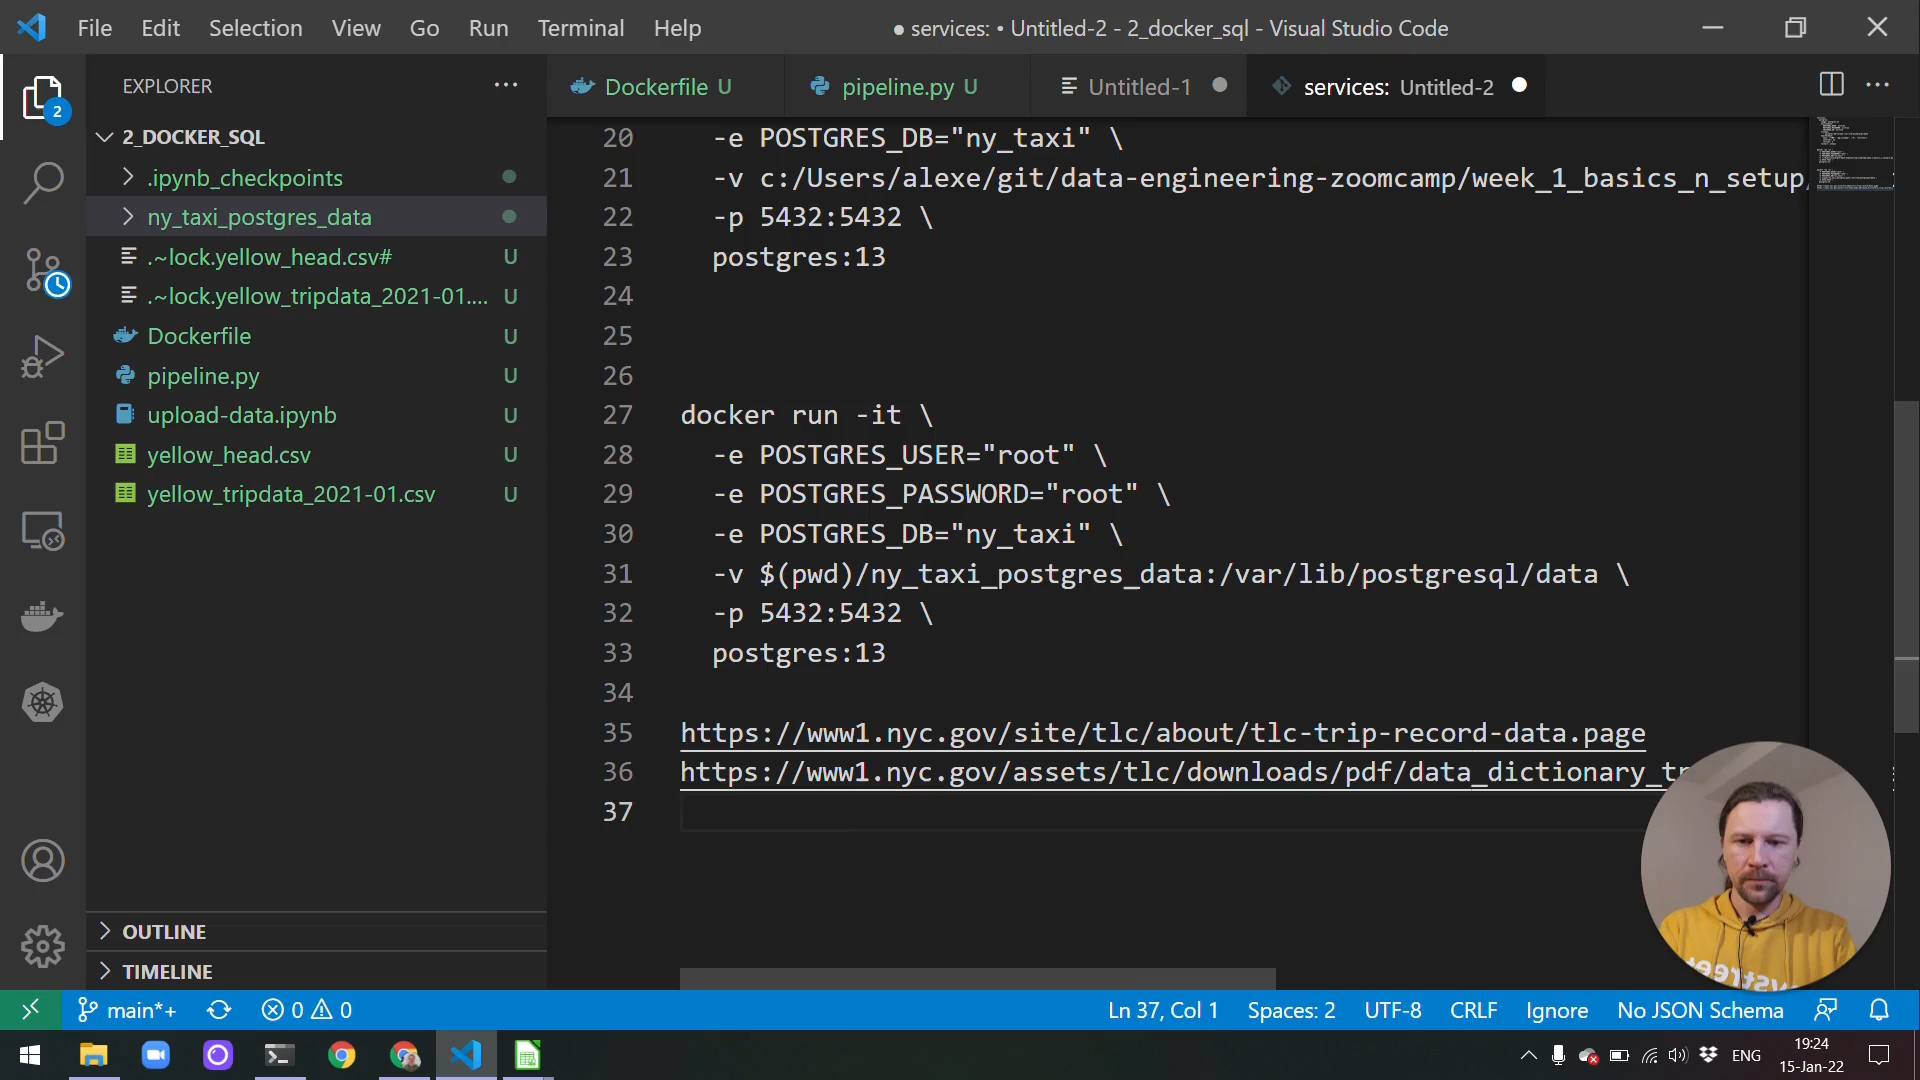 File Edit Selection View Go Run Terminal Help
● services: • Untitled-2 - 2_docker_sql - Visual Studio Code
EXPLORER
2
2_DOCKER_SQL
.ipynb_checkpoints
ny_taxi_postgres_data
.~lock.yellow_head.csv# U
.~lock.yellow_tripdata_2021-01.... U
Dockerfile U
pipeline.py U
upload-data.ipynb U
yellow_head.csv U
yellow_tripdata_2021-01.csv U
OUTLINE
TIMELINE
Dockerfile U
pipeline.py U
Untitled-1
services: Untitled-2
20 -e POSTGRES_DB="ny_taxi" \
21 -v c:/Users/alexe/git/data-engineering-zoomcamp/week_1_basics_n_setup/
22 -p 5432:5432 \
23 postgres:13
24
25
26
27 docker run -it \
28 -e POSTGRES_USER="root" \
29 -e POSTGRES_PASSWORD="root" \
30 -e POSTGRES_DB="ny_taxi" \
31 -v $(pwd)/ny_taxi_postgres_data:/var/lib/postgresql/data \
32 -p 5432:5432 \
33 postgres:13
34
35 https://www1.nyc.gov/site/tlc/about/tlc-trip-record-data.page
36 https://www1.nyc.gov/assets/tlc/downloads/pdf/data_dictionary_tr
37
main*+ 0 0
Ln 37, Col 1 Spaces: 2 UTF-8 CRLF Ignore No JSON Schema
ENG
19:24
15-Jan-22